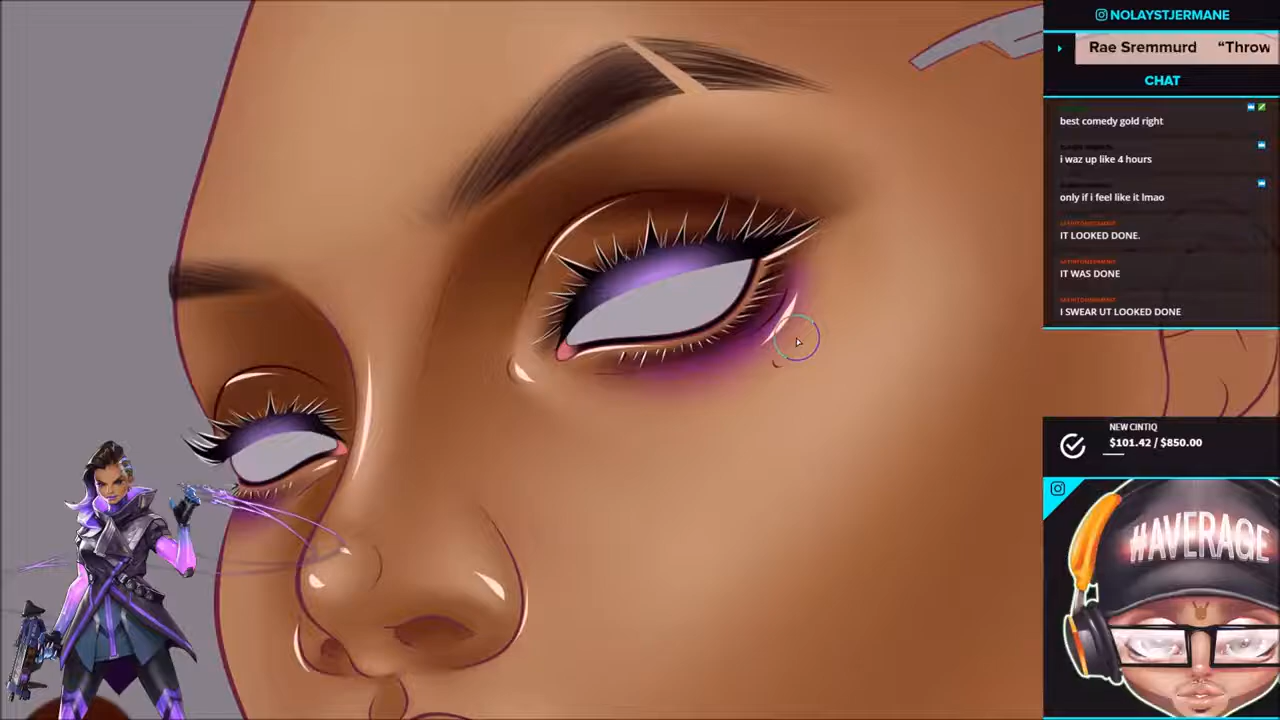 NOLAYSTJERMANE
Rae Sremmurd “Throw
CHAT
best comedy gold right
i waz up like 4 hours
only if i feel like it lmao
IT LOOKED DONE.
IT WAS DONE
I SWEAR UT LOOKED DONE
NEW CINTIQ
$101.42 / $850.00
#AVERAGE